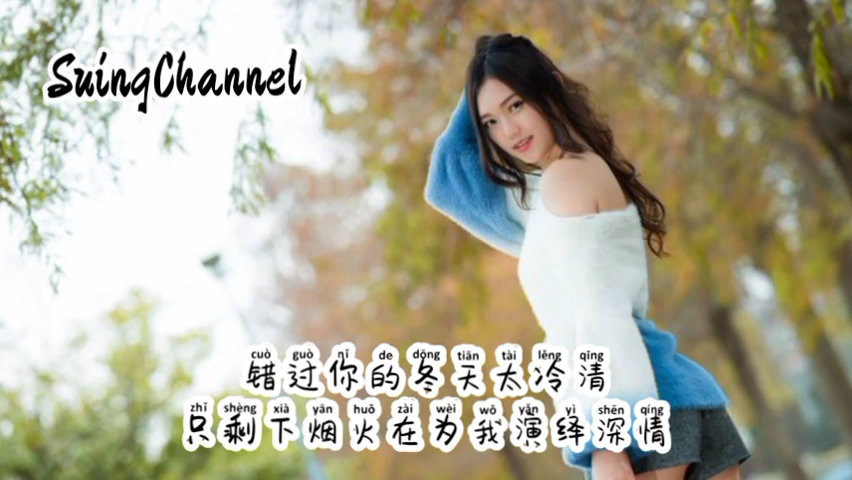 SuingChannel
cuò guò nǐ de dōng tiān tài lěng qīng
错过你的冬天太冷清
zhī shèng xià yān huǒ zài wèi wǒ yǎn yì shēn qíng
只剩下烟火在为我演绎深情